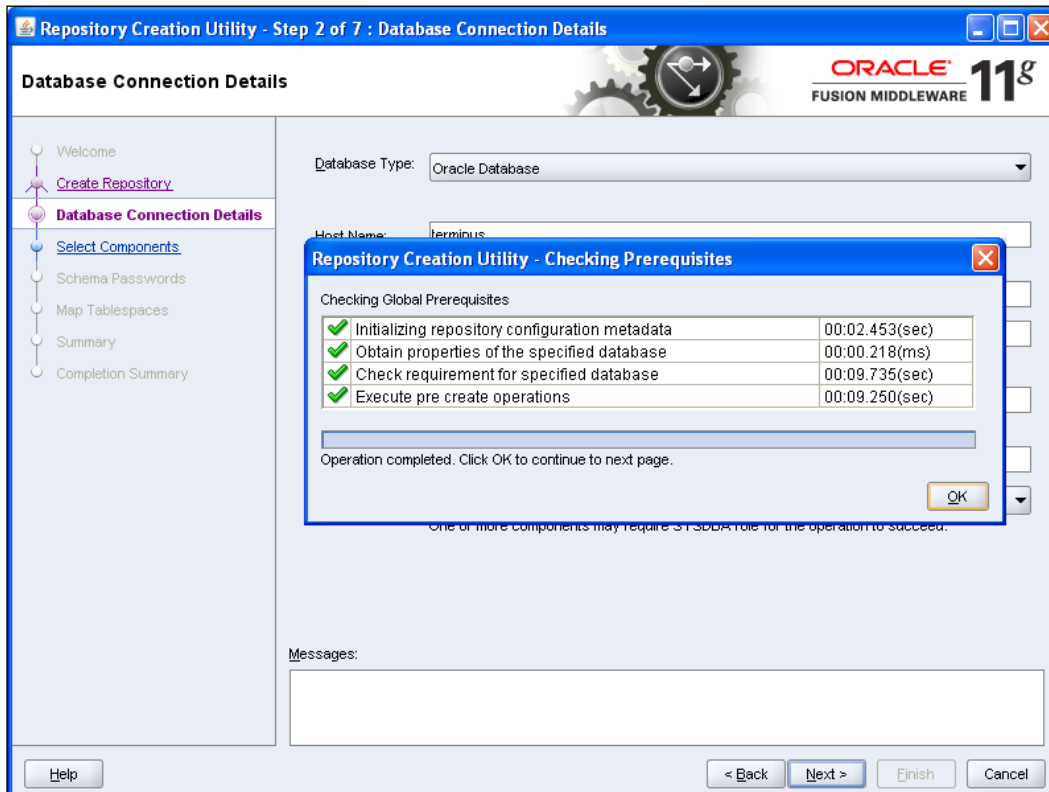 Repository Creation Utility - Step 2 of 7 : Database Connection Details
Database Connection Details
ORACLE
FUSION MIDDLEWARE 11g
Welcome
Create Repository
Database Connection Details
Select Components
Schema Passwords
Map Tablespaces
Summary
Completion Summary
Database Type: Oracle Database
Host Name: terminus
Repository Creation Utility - Checking Prerequisites
Checking Global Prerequisites
Initializing repository configuration metadata 00:02.453(sec)
Obtain properties of the specified database 00:00.218(ms)
Check requirement for specified database 00:09.735(sec)
Execute pre create operations 00:09.250(sec)
Operation completed. Click OK to continue to next page.
OK
One or more components may require SYSDBA role for the operation to succeed.
Messages:
Help
< Back
Next >
Finish
Cancel